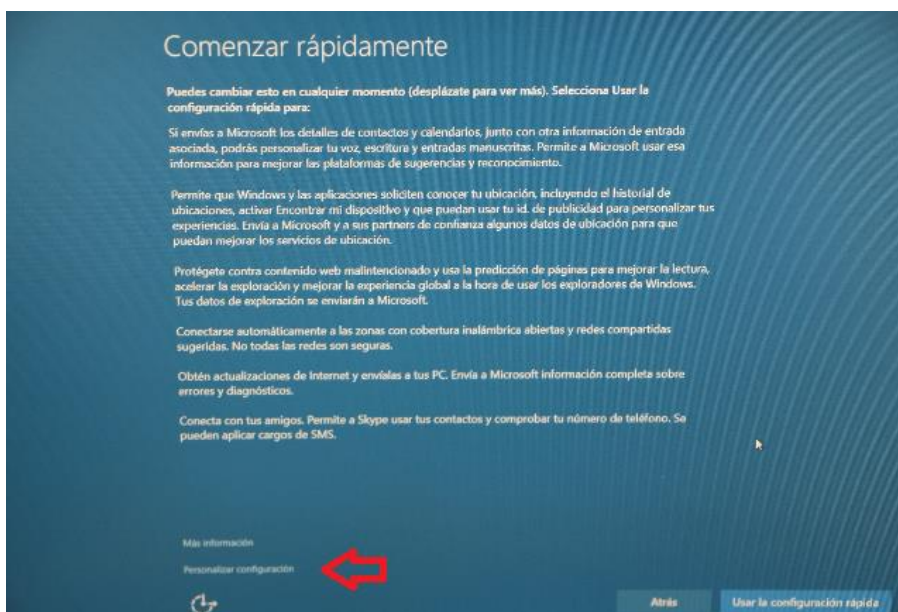 Comenzar rápidamente
Puedes cambiar esto en cualquier momento (desplázate para ver más). Selecciona Usar la
configuración rápida para:
Si envías a Microsoft los detalles de contactos y calendarios, junto con otra información de entrada
asociada, podrás personalizar tu voz, escritura y entradas manuscritas. Permite a Microsoft usar esa
información para mejorar las plataformas de sugerencias y reconocimiento.
Permite que Windows y las aplicaciones soliciten conocer tu ubicación, incluyendo el historial de
ubicaciones, activar Encontrar mi dispositivo y que puedan usar tu id. de publicidad para personalizar tus
experiencias. Envía a Microsoft y a sus partners de confianza algunos datos de ubicación para que
puedan mejorar los servicios de ubicación.
Protégete contra contenido web malintencionado y usa la predicción de páginas para mejorar la lectura,
acelerar la exploración y mejorar la experiencia global a la hora de usar los exploradores de Windows.
Tus datos de exploración se enviarán a Microsoft.
Conectarse automáticamente a las zonas con cobertura inalámbrica abiertas y redes compartidas
sugeridas. No todas las redes son seguras.
Obtén actualizaciones de Internet y envíalas a tus PC. Envía a Microsoft información completa sobre
errores y diagnósticos.
Conecta con tus amigos. Permite a Skype usar tus contactos y comprobar tu número de teléfono. Se
pueden aplicar cargos de SMS.
Más información
Personalizar configuración
Atrás
Usar la configuración rápida